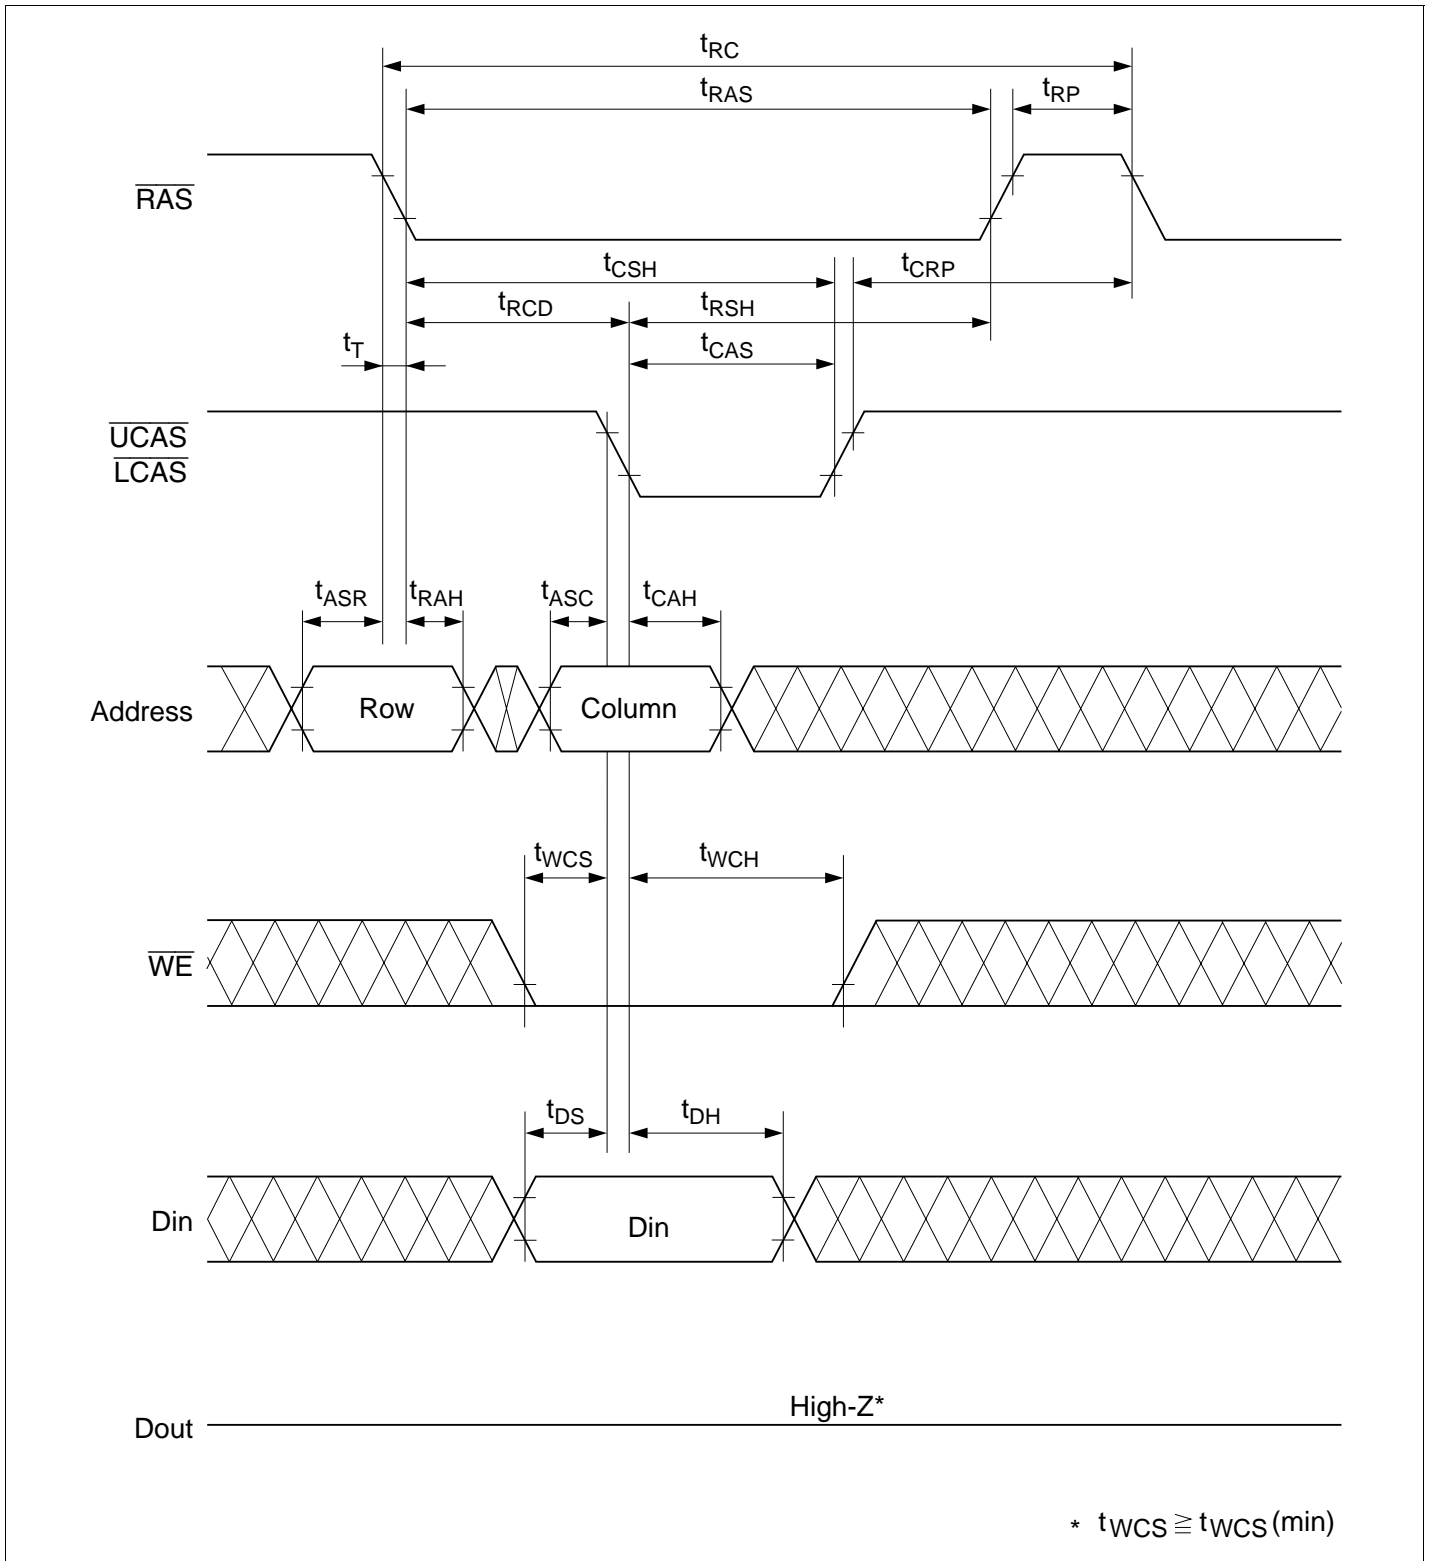 tRC
tRAS
tRP
RAS
tCSH
tCRP
tRCD
tRSH
tT
tCAS
UCAS
LCAS
tASR
tRAH
tASC
tCAH
Address
Row
Column
tWCS
tWCH
WE
tDS
tDH
Din
Din
High-Z*
Dout
* tWCS ≧ tWCS (min)